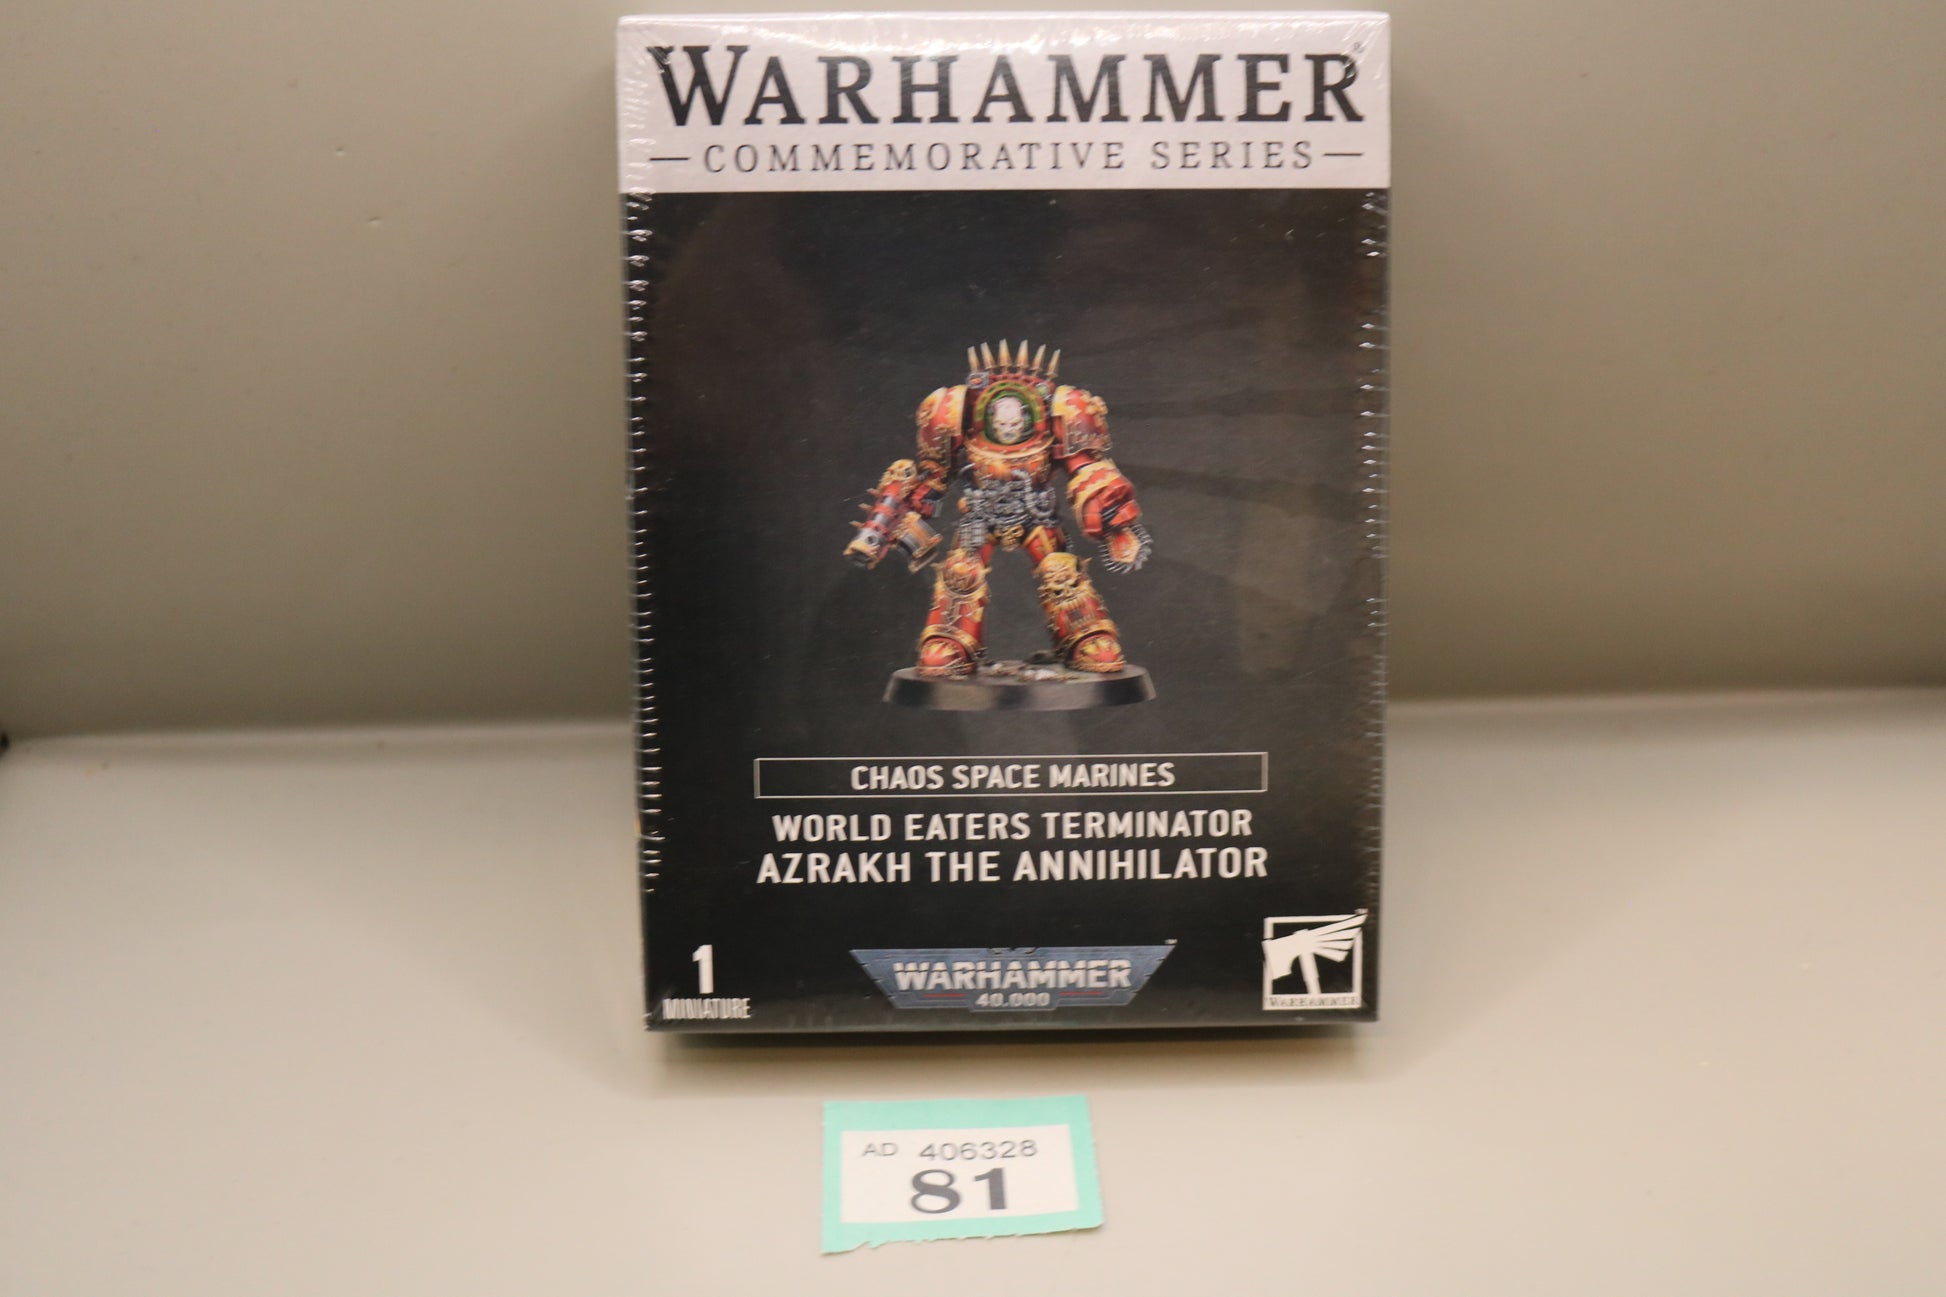 WARHAMMER
COMMEMORATIVE SERIES
CHAOS SPACE MARINES
WORLD EATERS TERMINATOR
AZRAKH THE ANNIHILATOR
1
MINIATURE
WARHAMMER
40,000
WARHAMMER
AD 406328
81